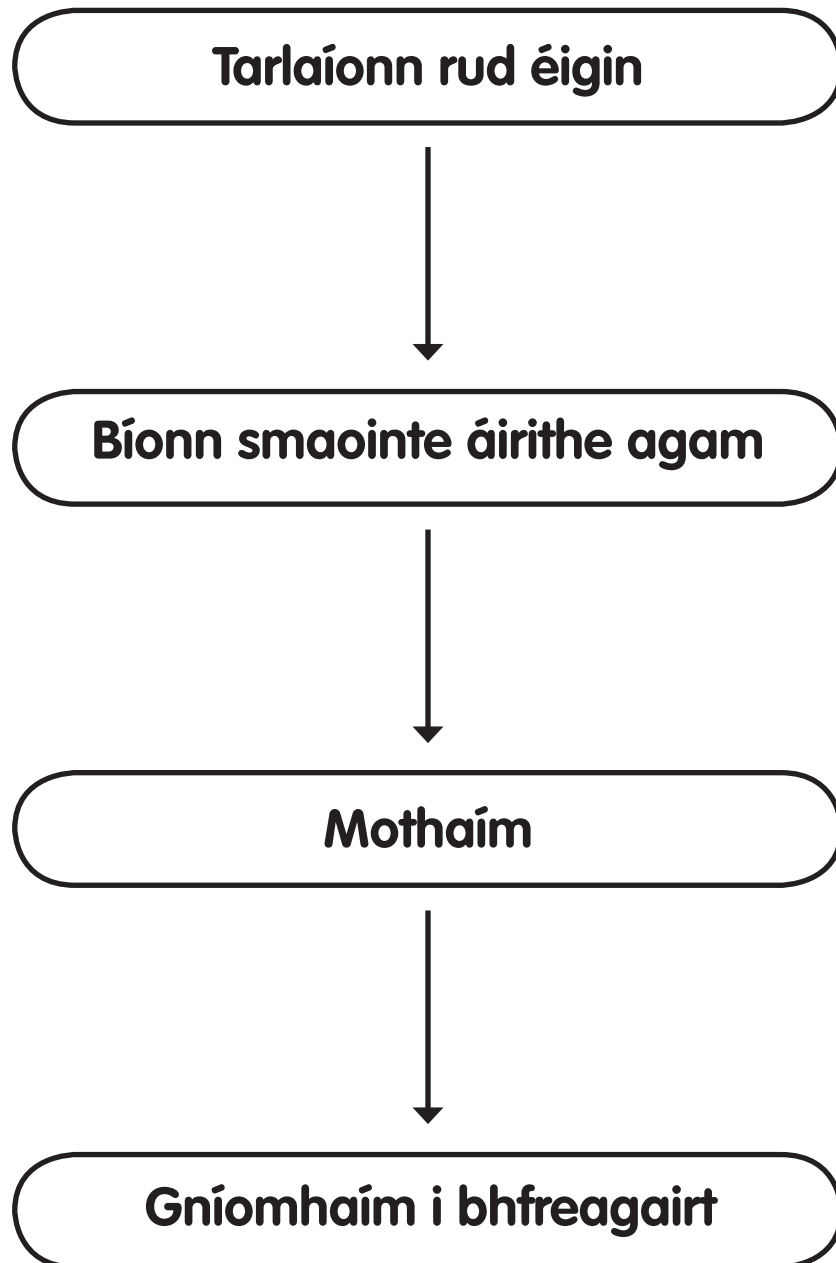 Tarlaíonn rud éigin
Bíonn smaointe áirithe agam
Mothaím
Gníomhaím i bhfreagairt